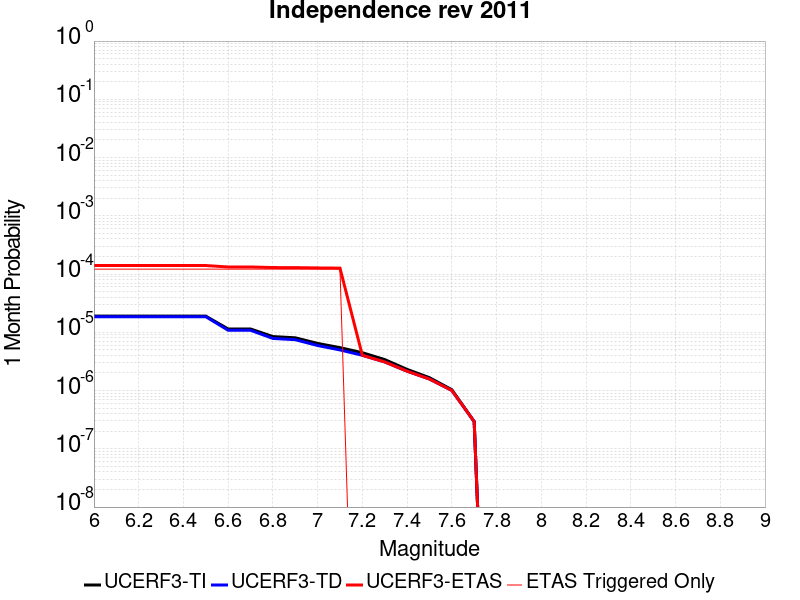 Independence rev 2011
1 Month Probability
10^0
10^-1
10^-2
10^-3
10^-4
10^-5
10^-6
10^-7
10^-8
6 6.2 6.4 6.6 6.8 7 7.2 7.4 7.6 7.8 8 8.2 8.4 8.6 8.8 9
Magnitude
UCERF3-TI UCERF3-TD UCERF3-ETAS ETAS Triggered Only